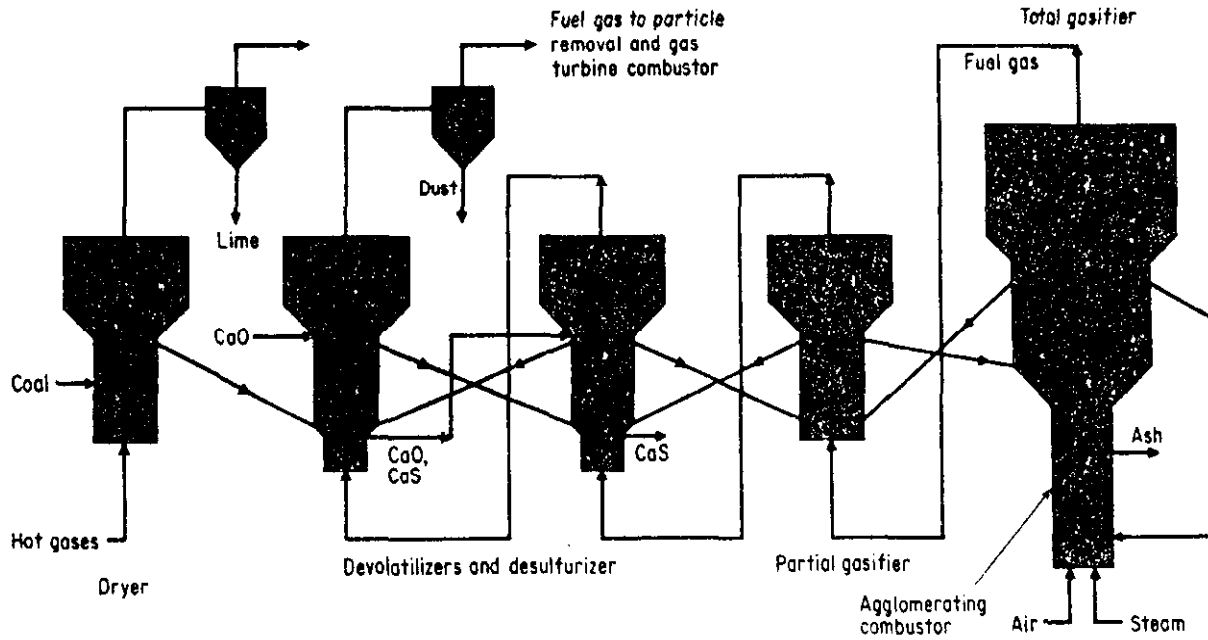 Fuel gas to particle
removal and gas
turbine combustor
Total gasifier
Fuel gas
Dust
Lime
CaO
Coal
CaO,
CaS
CaS
Ash
Hot gases
Dryer
Devolatilizers and desulfurizer
Partial gasifier
Agglomerating
combustor
Air
Steam